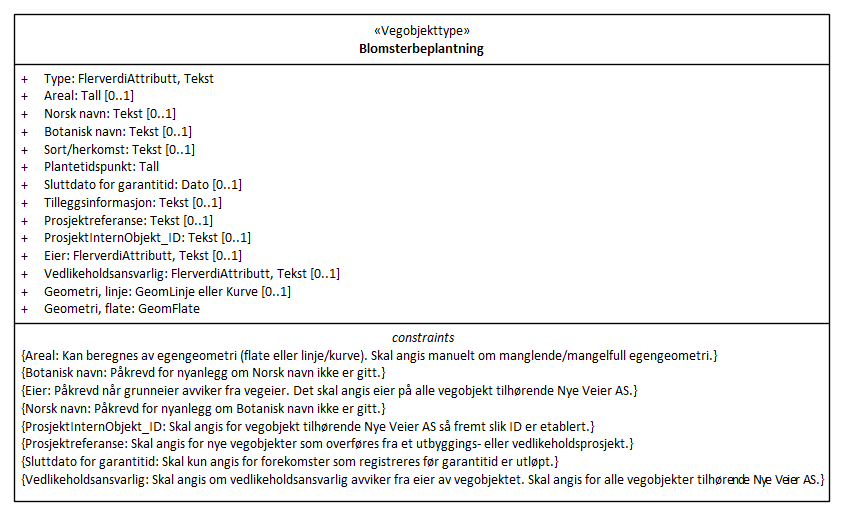 «Vegobjekttype»
Blomsterbeplantning
+ Type: FlerverdiAttributt, Tekst
+ Areal: Tall [0..1]
+ Norsk navn: Tekst [0..1]
+ Botanisk navn: Tekst [0..1]
+ Sort/herkomst: Tekst [0..1]
+ Plantetidspunkt: Tall
+ Sluttdato for garantitid: Dato [0..1]
+ Tilleggsinformasjon: Tekst [0..1]
+ Prosjektreferanse: Tekst [0..1]
+ ProsjektInternObjekt_ID: Tekst [0..1]
+ Eier: FlerverdiAttributt, Tekst [0..1]
+ Vedlikeholdsansvarlig: FlerverdiAttributt, Tekst [0..1]
+ Geometri, linje: GeomLinje eller Kurve [0..1]
+ Geometri, flate: GeomFlate
constraints
{Areal: Kan beregnes av egengeometri (flate eller linje/kurve). Skal angis manuelt om manglende/mangelfull egengeometri.}
{Botanisk navn: Påkrevd for nyanlegg om Norsk navn ikke er gitt.}
{Eier: Påkrevd når grunneier avviker fra vegeier. Det skal angis eier på alle vegobjekt tilhørende Nye Veier AS.}
{Norsk navn: Påkrevd for nyanlegg om Botanisk navn ikke er gitt.}
{ProsjektInternObjekt_ID: Skal angis for vegobjekt tilhørende Nye Veier AS så fremt slik ID er etablert.}
{Prosjektreferanse: Skal angis for nye vegobjekter som overføres fra et utbyggings- eller vedlikeholdsprosjekt.}
{Sluttdato for garantitid: Skal kun angis for forekomster som registreres før garantitid er utløpt.}
{Vedlikeholdsansvarlig: Skal angis om vedlikeholdsansvarlig avviker fra eier av vegobjektet. Skal angis for alle vegobjekter tilhørende Nye Veier AS.}